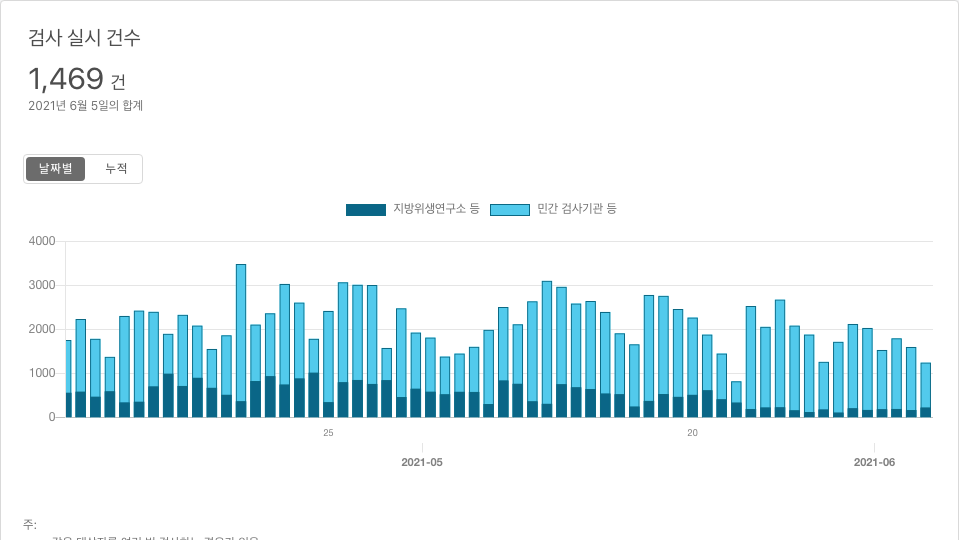 검사 실시 건수
1,469 건
2021년 6월 5일의 합계
날짜별 누적
지방위생연구소 등 민간 검사기관 등
4000
3000
2000
1000
0
25 20
2021-05 2021-06
주: